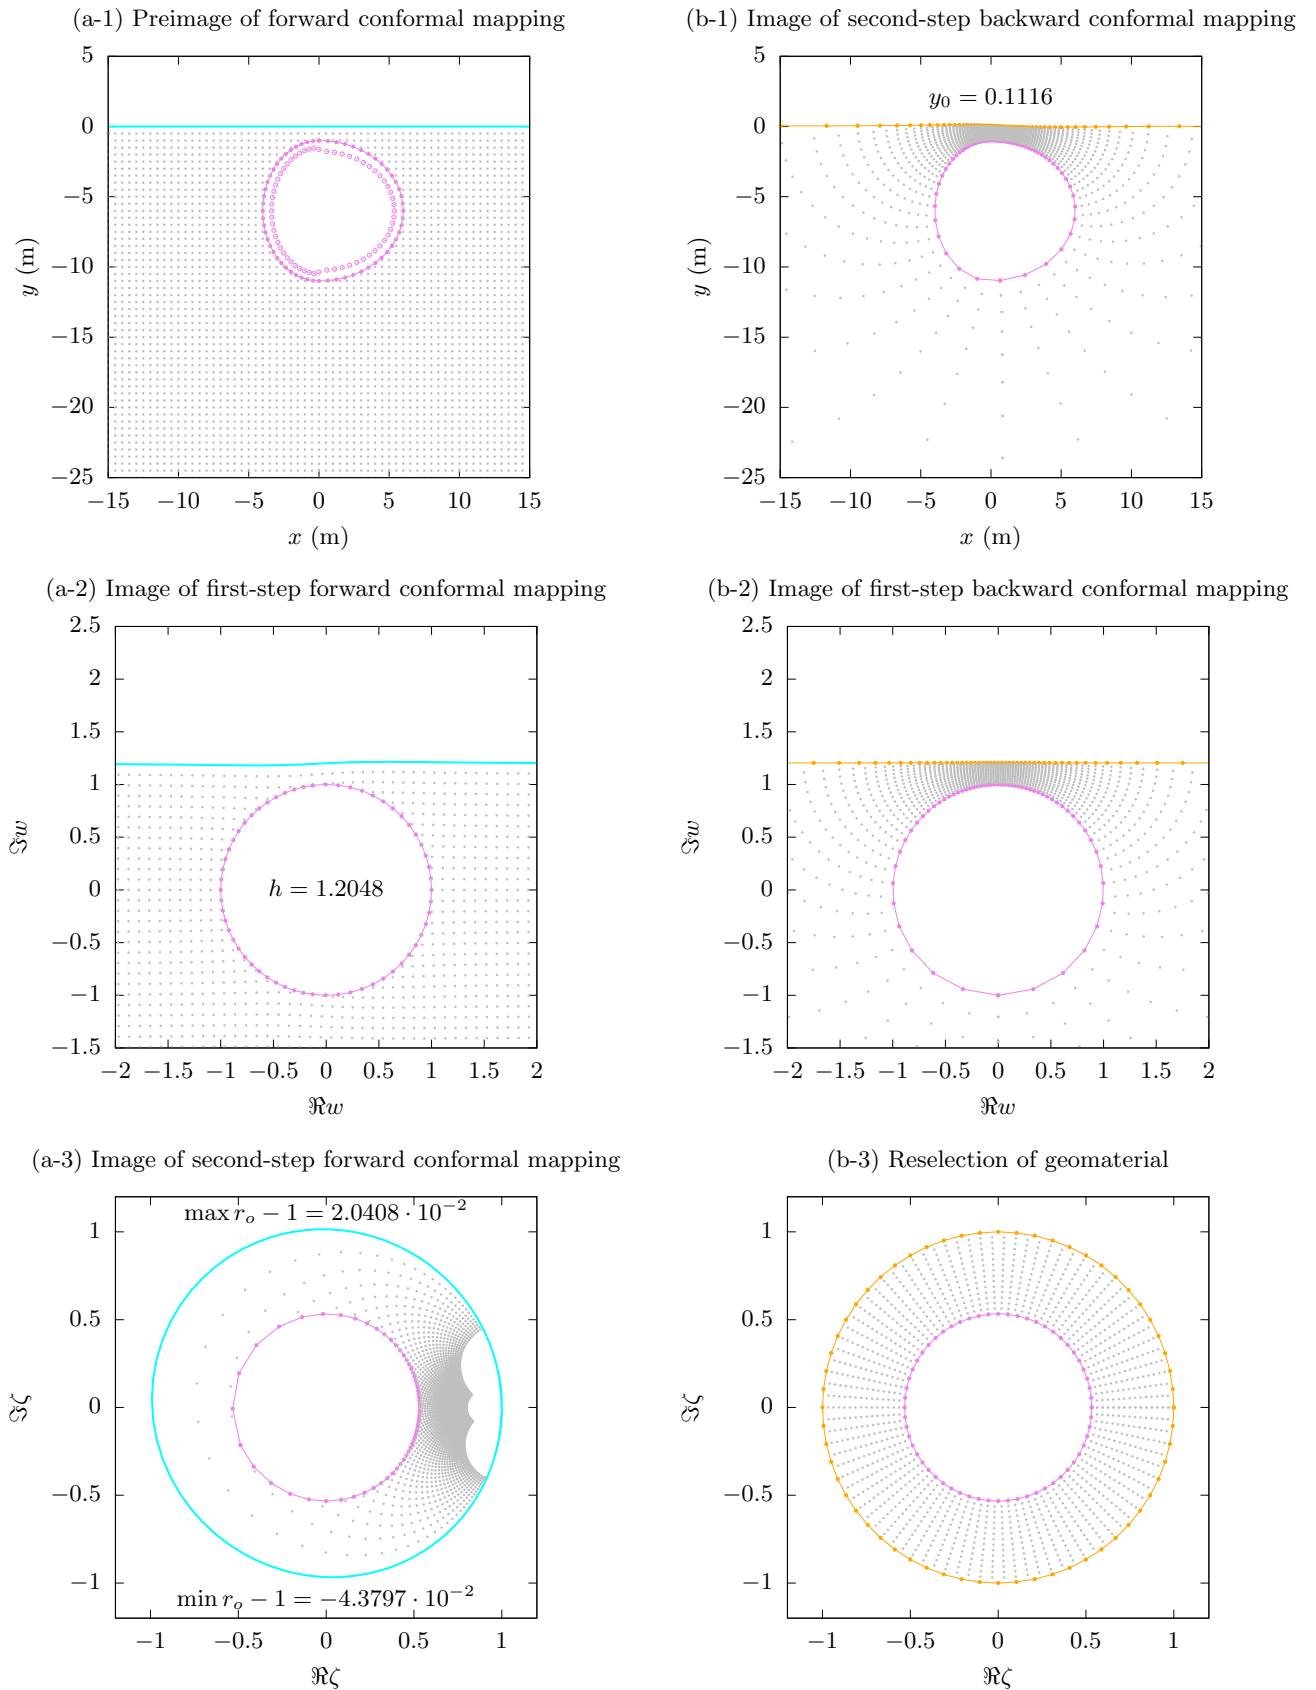 (a-1) Preimage of forward conformal mapping
5
0
−5
−10
−15
−20
−25
y (m)
−15 −10 −5 0 5 10 15
x (m)
(b-1) Image of second-step backward conformal mapping
y₀ = 0.1116
5
0
−5
−10
−15
−20
−25
y (m)
−15 −10 −5 0 5 10 15
x (m)
(a-2) Image of first-step forward conformal mapping
2.5
2
1.5
1
0.5
0
−0.5
−1
−1.5
ℑw
h = 1.2048
−2 −1.5 −1 −0.5 0 0.5 1 1.5 2
ℜw
(b-2) Image of first-step backward conformal mapping
2.5
2
1.5
1
0.5
0
−0.5
−1
−1.5
ℑw
−2 −1.5 −1 −0.5 0 0.5 1 1.5 2
ℜw
(a-3) Image of second-step forward conformal mapping
max rₒ − 1 = 2.0408 · 10⁻²
1
0.5
0
−0.5
−1
ℑζ
min rₒ − 1 = −4.3797 · 10⁻²
−1 −0.5 0 0.5 1
ℜζ
(b-3) Reselection of geomaterial
1
0.5
0
−0.5
−1
ℑζ
−1 −0.5 0 0.5 1
ℜζ